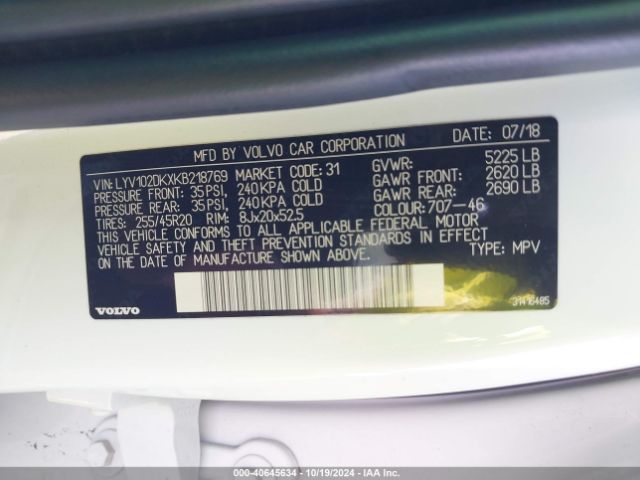 MFD BY VOLVO CAR CORPORATION DATE: 07/18
VIN: LYV102DKXKB218769 MARKET CODE: 31 GVWR: 5225 LB
PRESSURE FRONT: 35 PSI, 240 KPA COLD GAWR FRONT: 2620 LB
PRESSURE REAR: 35 PSI, 240 KPA COLD GAWR REAR: 2690 LB
TIRES: 255/45R20 RIM: 8Jx20x52.5 COLOUR: 707-46
THIS VEHICLE CONFORMS TO ALL APPLICABLE FEDERAL MOTOR
VEHICLE SAFETY AND THEFT PREVENTION STANDARDS IN EFFECT
ON THE DATE OF MANUFACTURE SHOWN ABOVE. TYPE: MPV
VOLVO 31416485
000-40645634 | 10/19/2024 - IAA Inc.